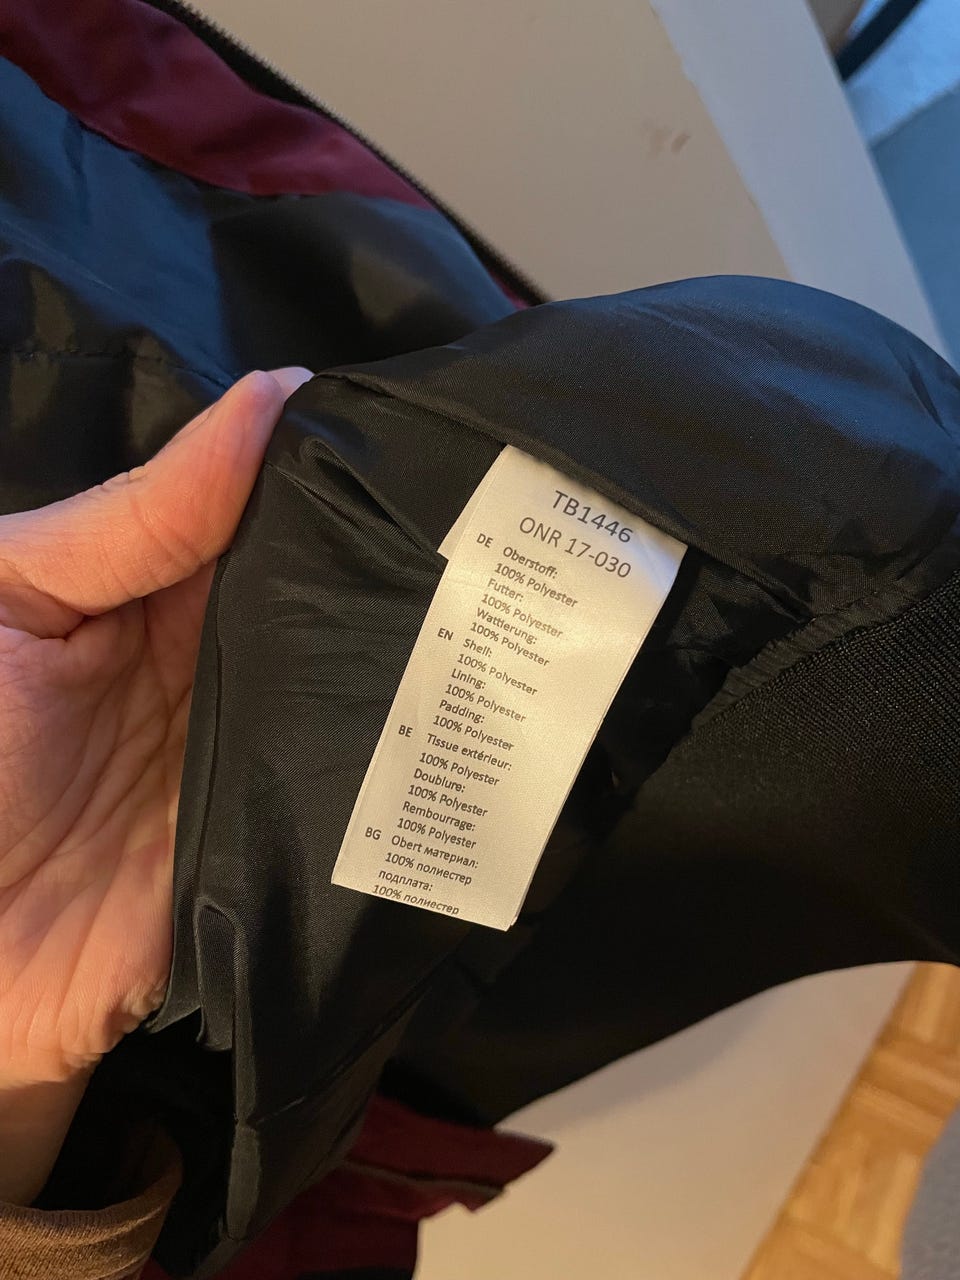 TB1446
ONR 17-030
DE Oberstoff:
100% Polyester
Futter:
100% Polyester
Wattierung:
100% Polyester
EN Shell:
100% Polyester
Lining:
100% Polyester
Padding:
100% Polyester
BE Tissue extérieur:
100% Polyester
Doublure:
100% Polyester
Rembourrage:
100% Polyester
BG Obert материал:
100% полиестер
подплата:
100% полиестер